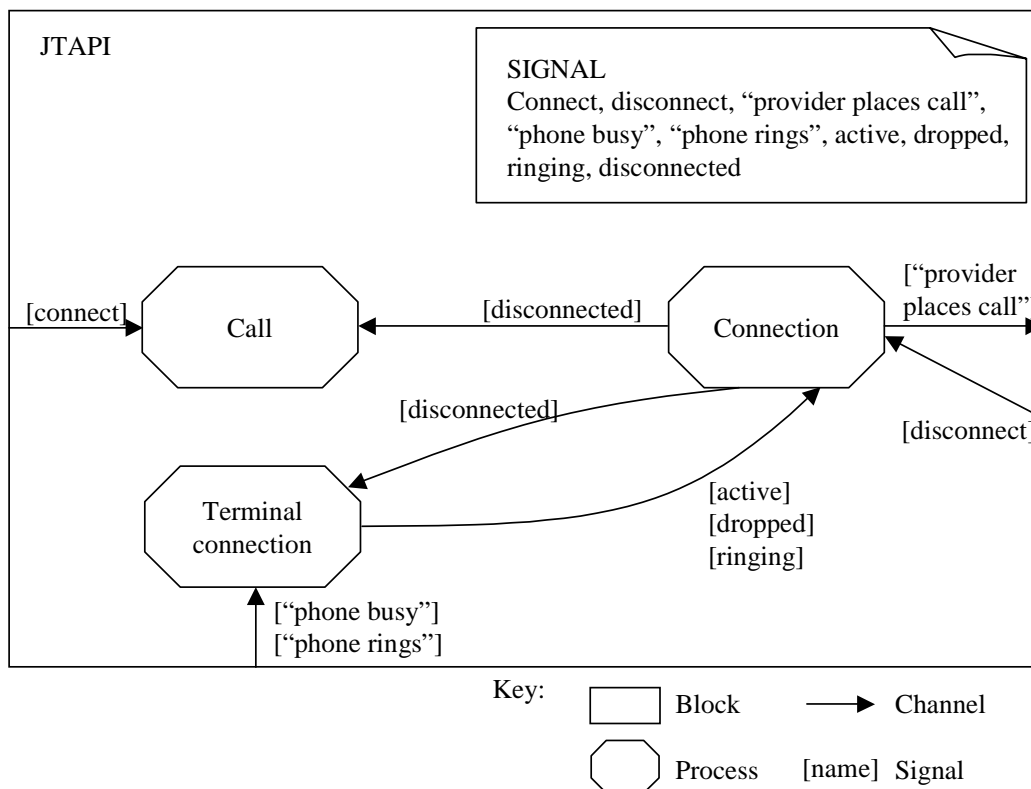 JTAPI
SIGNAL
Connect, disconnect, “provider places call”,
“phone busy”, “phone rings”, active, dropped,
ringing, disconnected
[“provider
places call”
[connect]
Call
[disconnected]
Connection
[disconnected]
[disconnect]
Terminal
connection
[active]
[dropped]
[ringing]
[“phone busy”]
[“phone rings”]
Key:
Block
Channel
Process
[name]
Signal